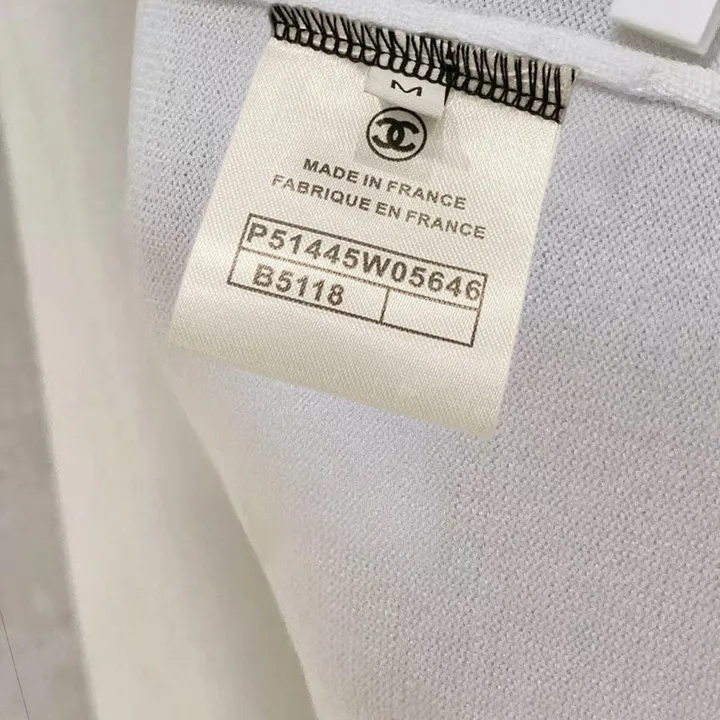 M
MADE IN FRANCE
FABRIQUE EN FRANCE
P51445W05646
B5118